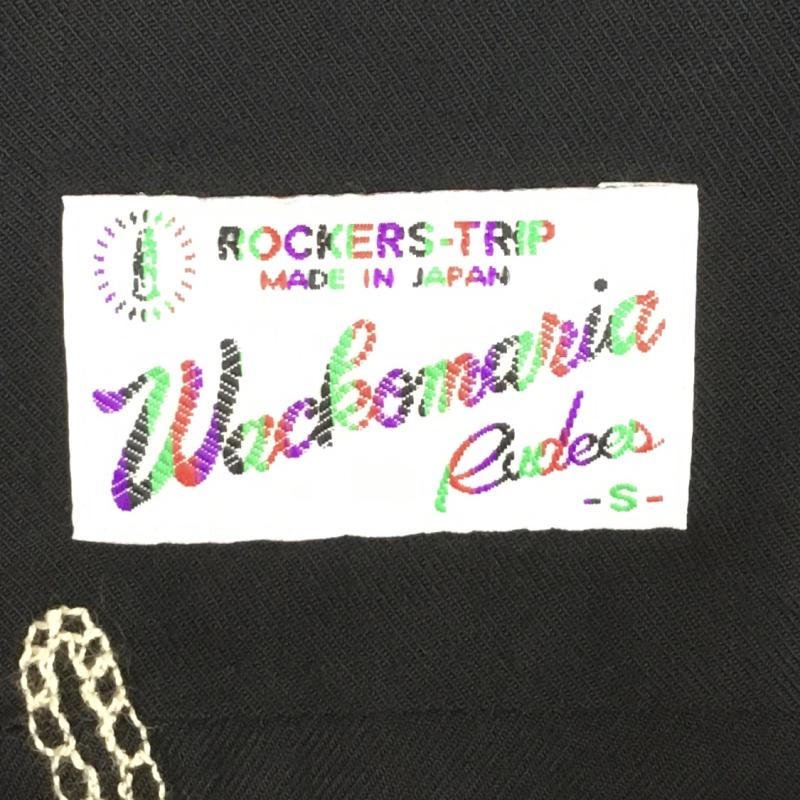 ROCKERS-TRIP
MADE IN JAPAN
Wackomaria
Rudees
-S-